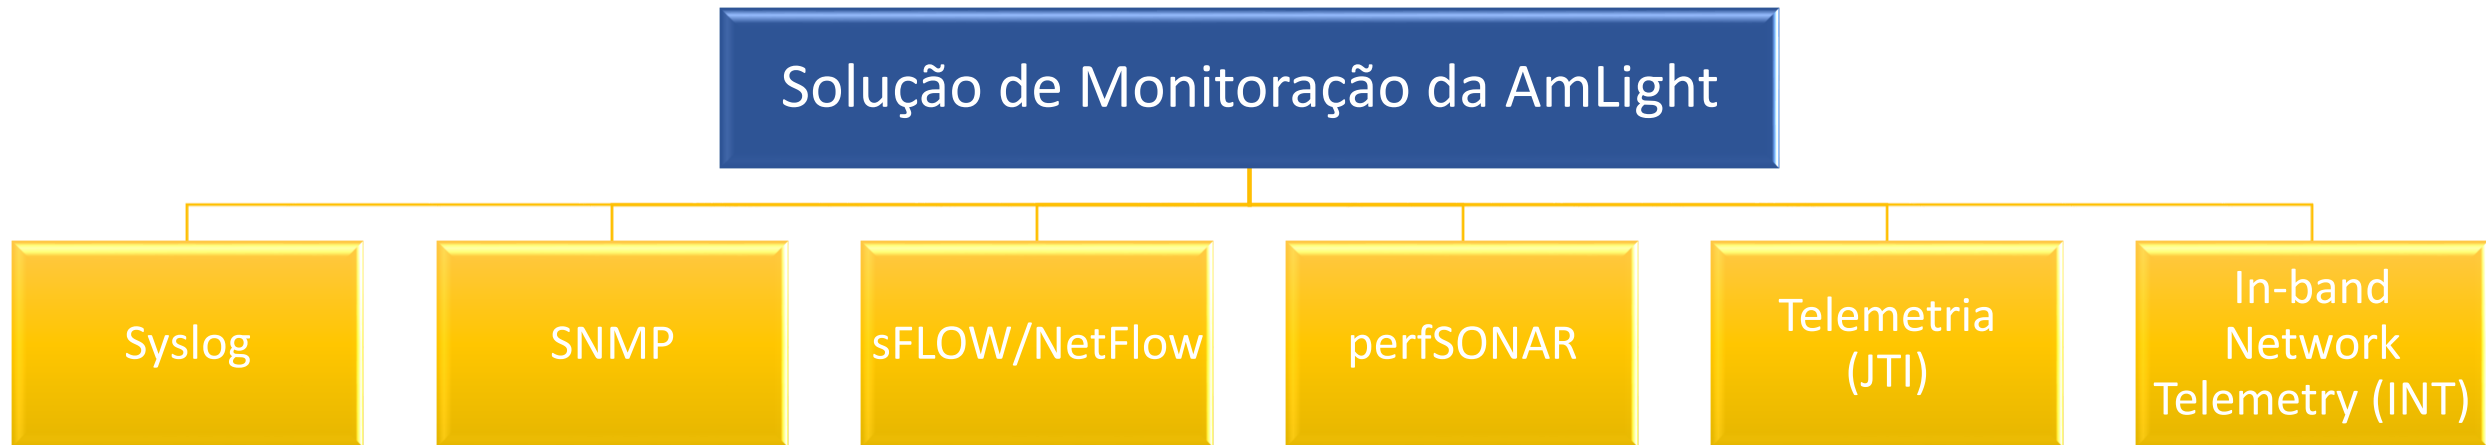 Solução de Monitoração da AmLight
Syslog
SNMP
sFLOW/NetFlow
perfSONAR
Telemetria
(JTI)
In-band
Network
Telemetry (INT)